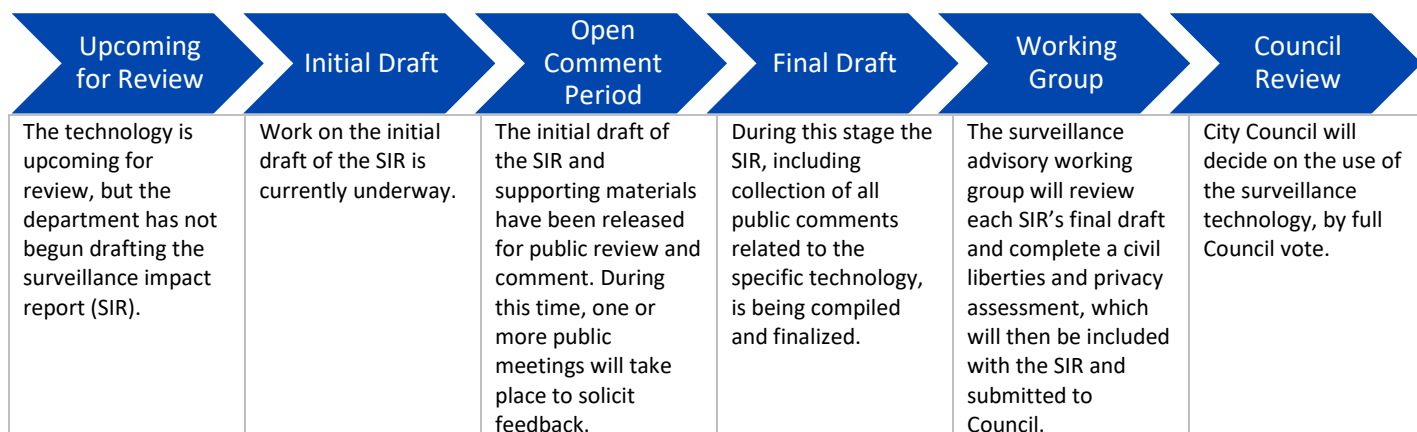 Upcoming
for Review
Initial Draft
Open
Comment
Period
Final Draft
Working
Group
Council
Review
The technology is
upcoming for
review, but the
department has not
begun drafting the
surveillance impact
report (SIR).
Work on the initial
draft of the SIR is
currently underway.
The initial draft of
the SIR and
supporting materials
have been released
for public review and
comment. During
this time, one or
more public
meetings will take
place to solicit
feedback.
During this stage the
SIR, including
collection of all
public comments
related to the
specific technology,
is being compiled
and finalized.
The surveillance
advisory working
group will review
each SIR’s final draft
and complete a civil
liberties and privacy
assessment, which
will then be included
with the SIR and
submitted to
Council.
City Council will
decide on the use of
the surveillance
technology, by full
Council vote.